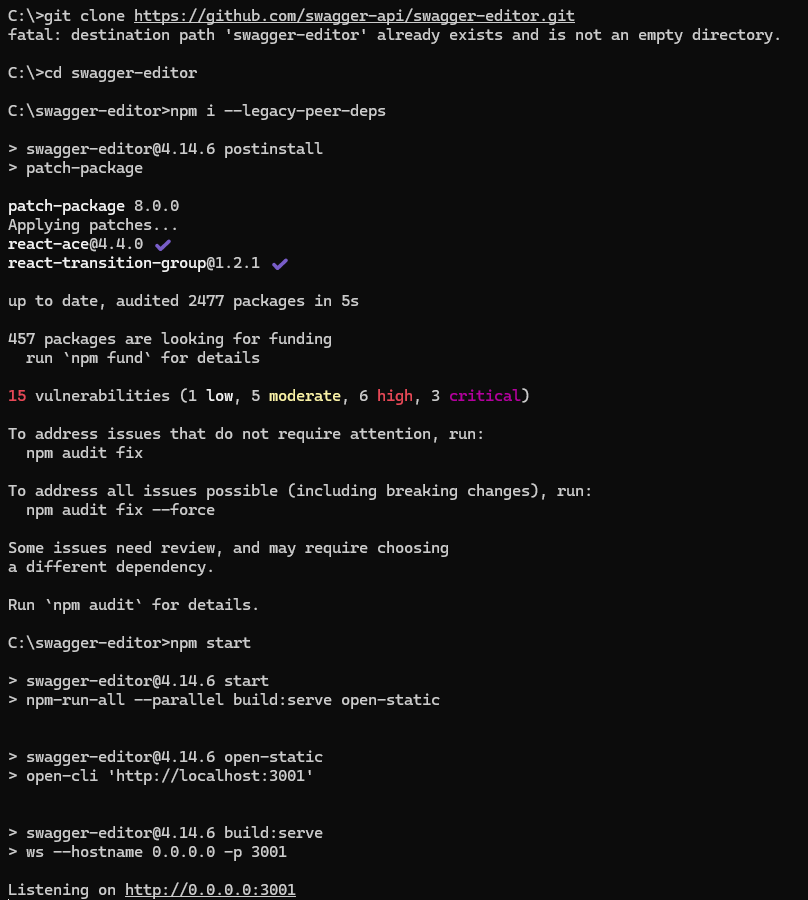 C:\>git clone https://github.com/swagger-api/swagger-editor.git
fatal: destination path 'swagger-editor' already exists and is not an empty directory.
C:\>cd swagger-editor
C:\swagger-editor>npm i --legacy-peer-deps
> swagger-editor@4.14.6 postinstall
> patch-package
patch-package 8.0.0
Applying patches...
react-ace@4.4.0 ✔
react-transition-group@1.2.1 ✔
up to date, audited 2477 packages in 5s
457 packages are looking for funding
  run `npm fund` for details
15 vulnerabilities (1 low, 5 moderate, 6 high, 3 critical)
To address issues that do not require attention, run:
  npm audit fix
To address all issues possible (including breaking changes), run:
  npm audit fix --force
Some issues need review, and may require choosing
a different dependency.
Run `npm audit` for details.
C:\swagger-editor>npm start
> swagger-editor@4.14.6 start
> npm-run-all --parallel build:serve open-static
> swagger-editor@4.14.6 open-static
> open-cli 'http://localhost:3001'
> swagger-editor@4.14.6 build:serve
> ws --hostname 0.0.0.0 -p 3001
Listening on http://0.0.0.0:3001